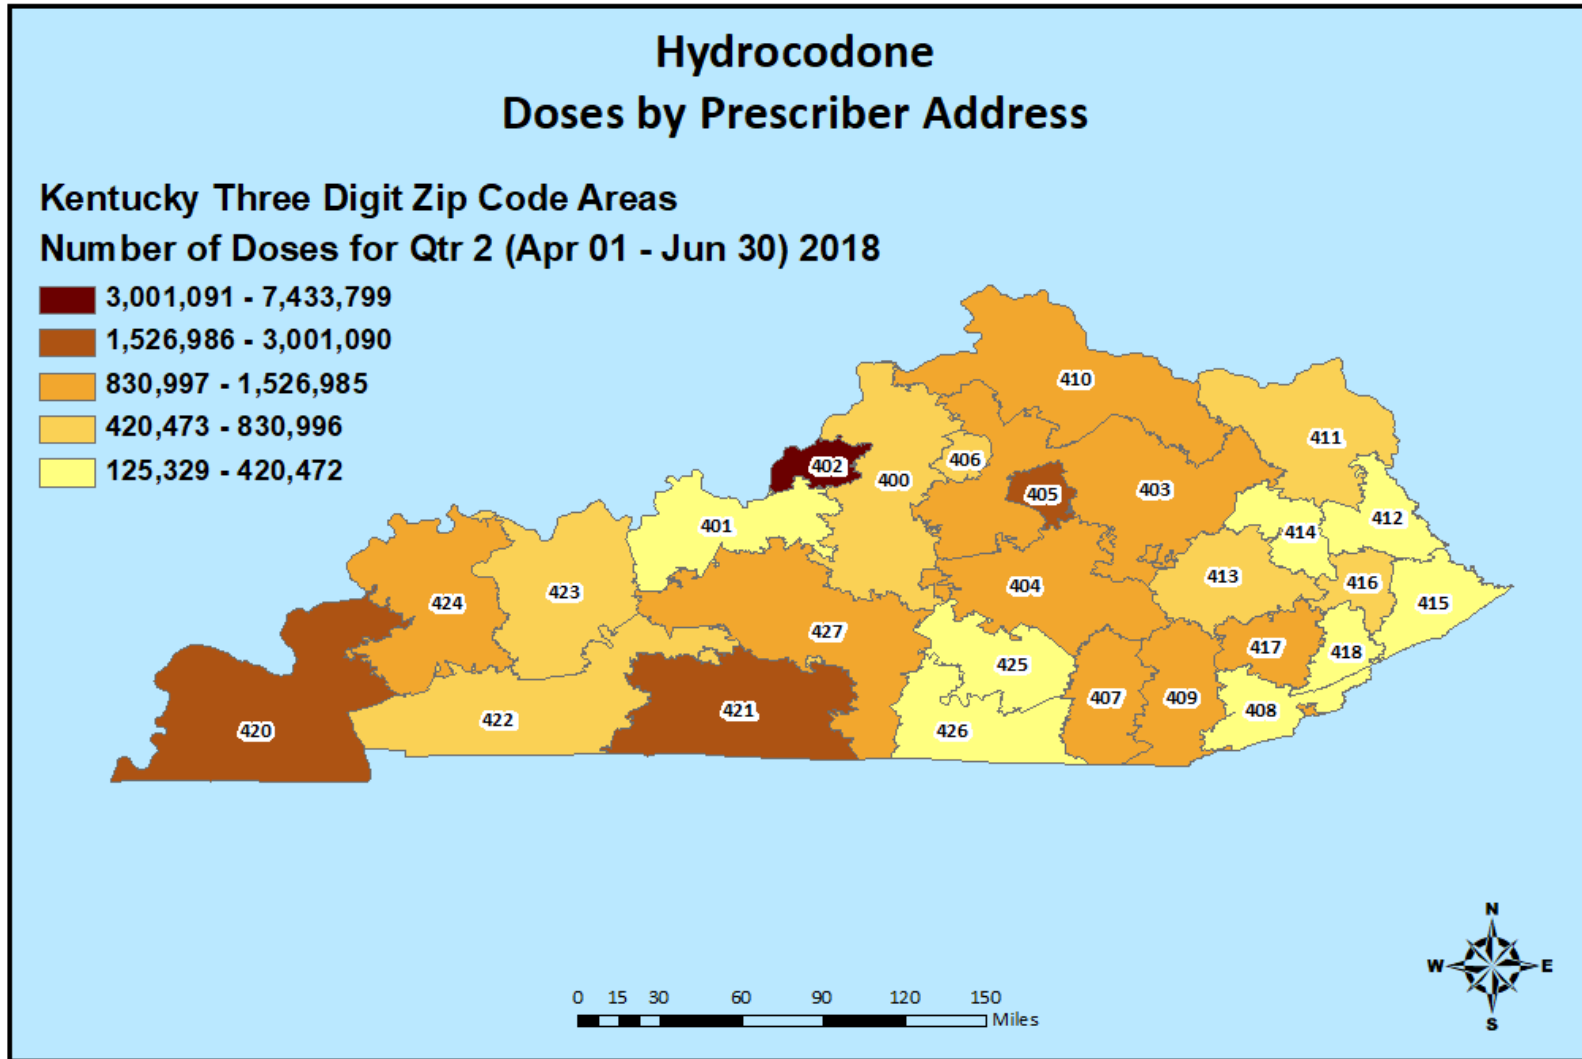 Hydrocodone
Doses by Prescriber Address
Kentucky Three Digit Zip Code Areas
Number of Doses for Qtr 2 (Apr 01 - Jun 30) 2018
3,001,091 - 7,433,799
1,526,986 - 3,001,090
830,997 - 1,526,985
420,473 - 830,996
125,329 - 420,472
410
411
406
402
400
405
403
401
412
414
413
416
404
424
423
415
427
417
418
425
407
409
408
421
422
426
420
N
W E
S
0 15 30 60 90 120 150
Miles